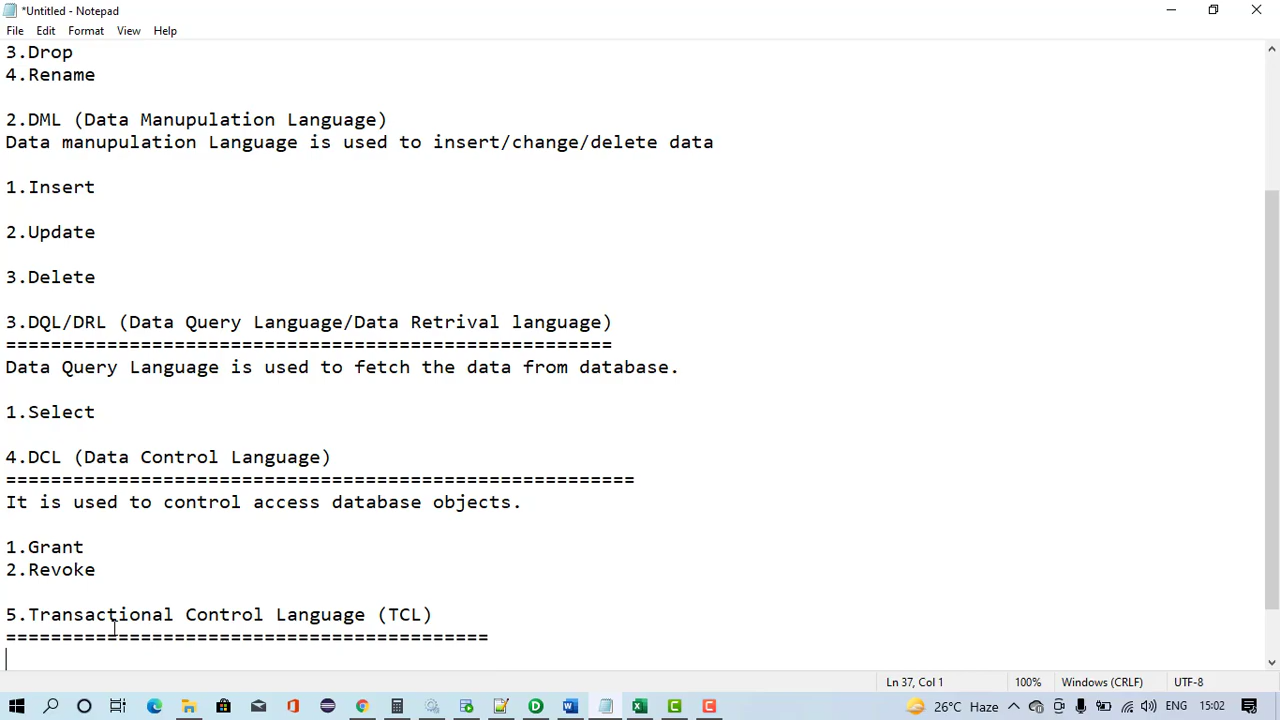 *Untitled - Notepad
File Edit Format View Help
3.Drop
4.Rename
2.DML (Data Manupulation Language)
Data manupulation Language is used to insert/change/delete data
1.Insert
2.Update
3.Delete
3.DQL/DRL (Data Query Language/Data Retrival language)
======================================================
Data Query Language is used to fetch the data from database.
1.Select
4.DCL (Data Control Language)
========================================================
It is used to control access database objects.
1.Grant
2.Revoke
5.Transactional Control Language (TCL)
===========================================
Ln 37, Col 1 100% Windows (CRLF) UTF-8
26°C Haze ENG 15:02